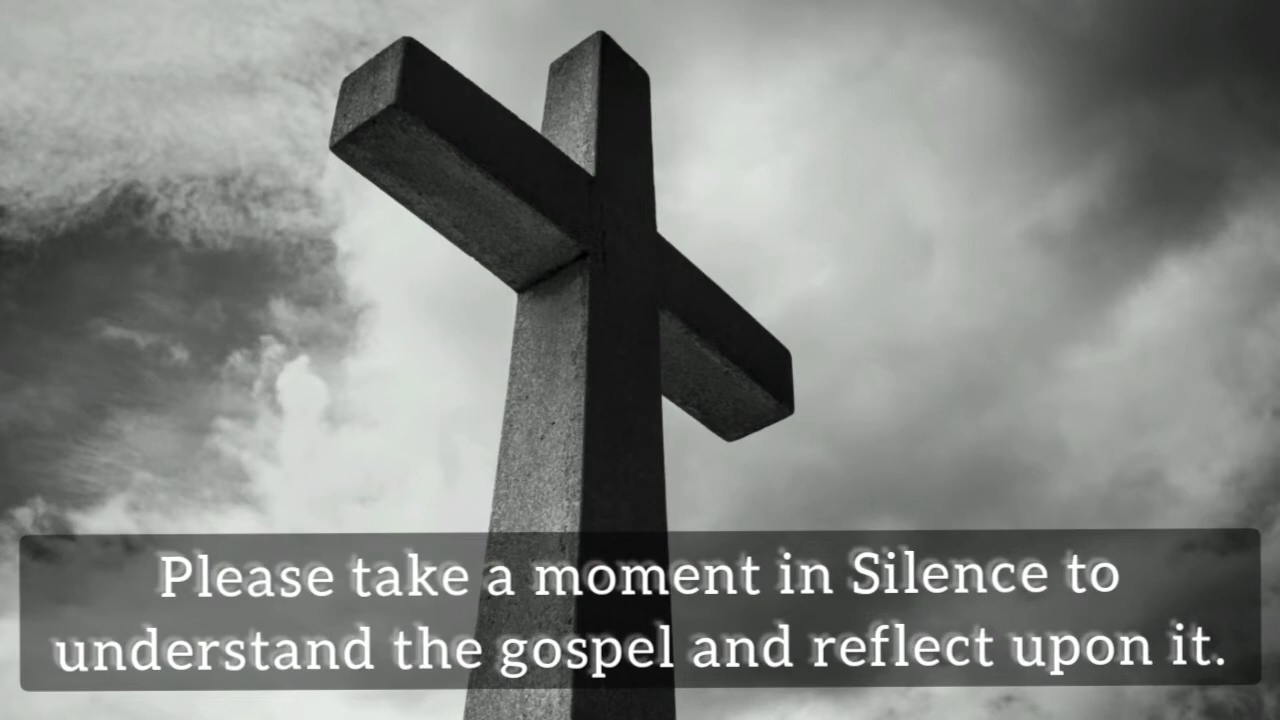 Please take a moment in Silence to
understand the gospel and reflect upon it.